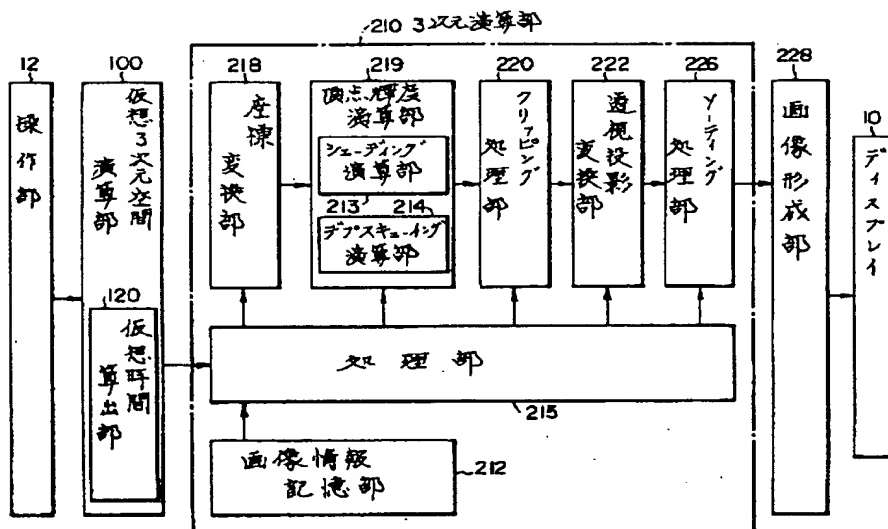 210 3次元演算部
12
操作部
100
仮想3次元空間
演算部
120
仮想時間
算出部
218
座標
変換部
219
頂点輝度
演算部
シェーディング
演算部
213
214
デプスキューイング
演算部
220
クリッピング
処理部
222
透視投影
変換部
226
ソーティング
処理部
228
画像形成部
10
ディスプレイ
処理部
215
画像情報
記憶部
212